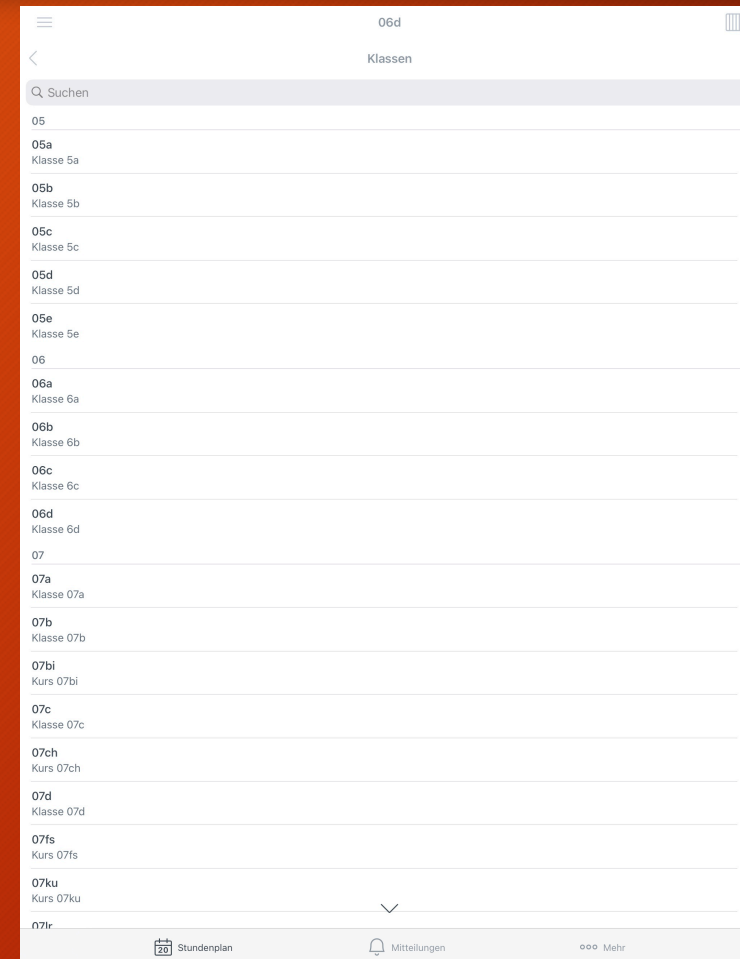 06d
Klassen
Suchen
05
05a
Klasse 5a
05b
Klasse 5b
05c
Klasse 5c
05d
Klasse 5d
05e
Klasse 5e
06
06a
Klasse 6a
06b
Klasse 6b
06c
Klasse 6c
06d
Klasse 6d
07
07a
Klasse 07a
07b
Klasse 07b
07bi
Kurs 07bi
07c
Klasse 07c
07ch
Kurs 07ch
07d
Klasse 07d
07fs
Kurs 07fs
07ku
Kurs 07ku
07lr
20 Stundenplan Mitteilungen Mehr